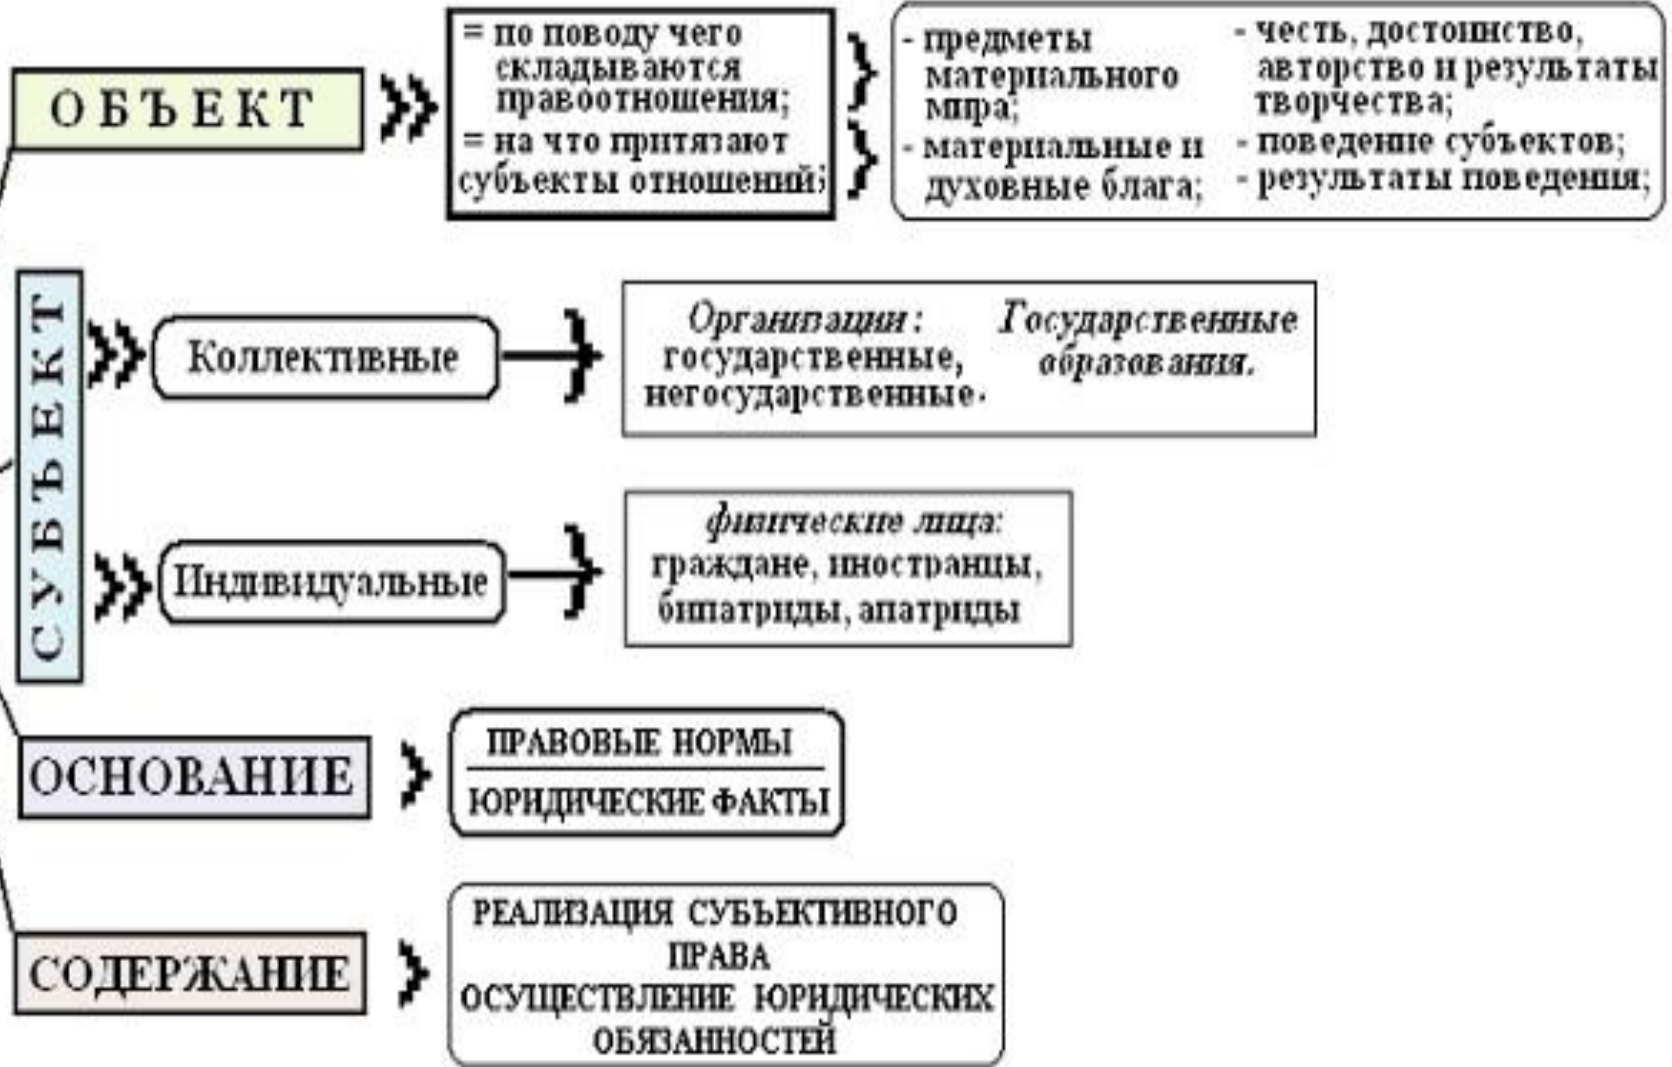 ОБЪЕКТ
= по поводу чего
складываются
правоотношения;
= на что притязают
субъекты отношений;
- предметы
материального
мира;
- материальные и
духовные блага;
- честь, достоинство,
авторство и результаты
творчества;
- поведение субъектов;
- результаты поведения;
СУБЪЕКТ
Коллективные
Организации:
государственные,
негосударственные.
Государственные
образования.
Индивидуальные
физические лица:
граждане, иностранцы,
бипатриды, апатриды
ОСНОВАНИЕ
ПРАВОВЫЕ НОРМЫ
ЮРИДИЧЕСКИЕ ФАКТЫ
СОДЕРЖАНИЕ
РЕАЛИЗАЦИЯ СУБЪЕКТИВНОГО
ПРАВА
ОСУЩЕСТВЛЕНИЕ ЮРИДИЧЕСКИХ
ОБЯЗАННОСТЕЙ